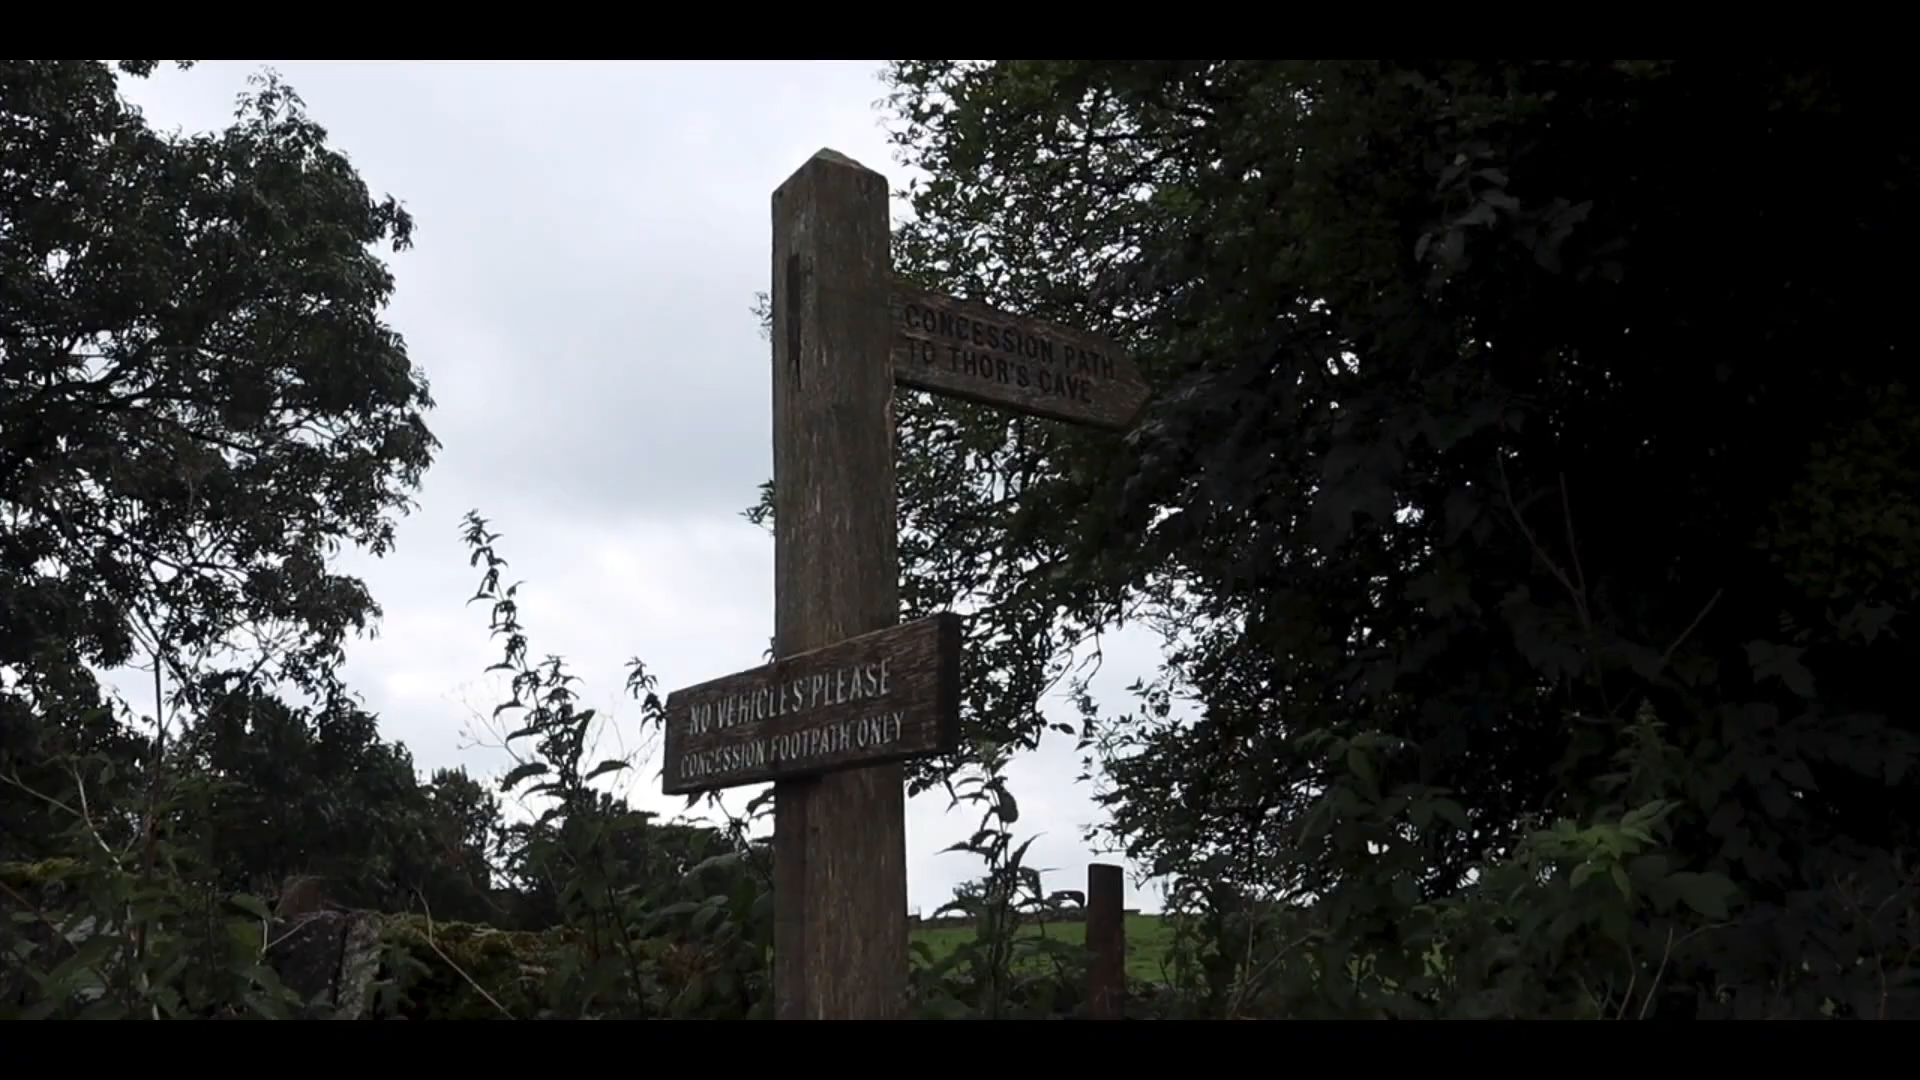 CONCESSION PATH
TO THOR'S CAVE
NO VEHICLES PLEASE
CONCESSION FOOTPATH ONLY